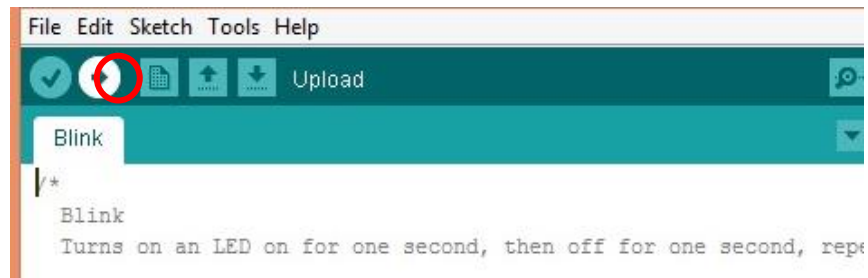 File Edit Sketch Tools Help
Upload
Blink
/*
Blink
Turns on an LED on for one second, then off for one second, repe